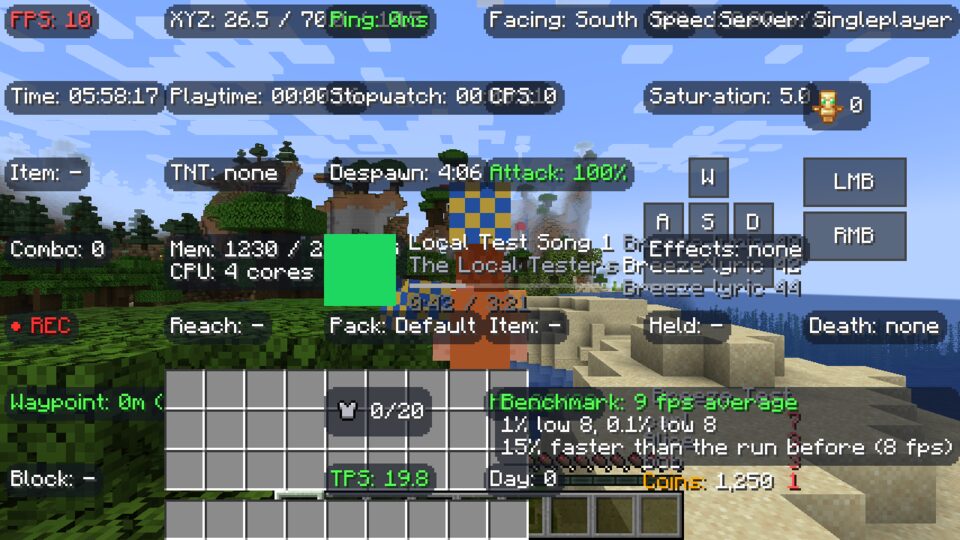 FPS: 10
XYZ: 26.5 / 70
Ping: 0ms
Facing: South
Speed
Server: Singleplayer
Time: 05:58:17
Playtime: 00:00
Stopwatch: 00
CPS:
Saturation: 5.0
0
Item: -
TNT: none
Despawn: 4:06
Attack: 100%
W
LMB
A
S
D
RMB
Combo: 0
Mem: 1230 / 2
CPU: 4 cores
Local Test Song 1
The Local Testers
0:42 / 3:21
Effects: none
Breeze lyric 42
Breeze lyric 44
REC
Reach: -
Pack: Default
Item: -
Held: -
Death: none
Waypoint: 0m (
0/20
Benchmark: 9 fps average
1% low 8, 0.1% low 8
15% faster than the run before (8 fps)
Block: -
TPS: 19.8
Day: 0
Coins: 1,250
1